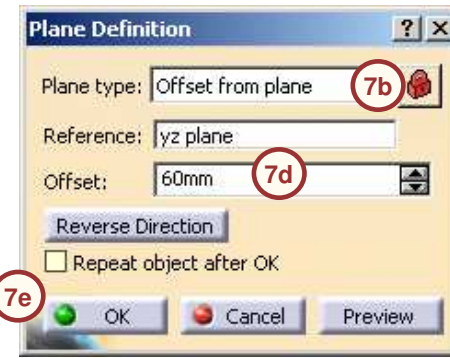 Plane Definition ? ×
Plane type: Offset from plane 7b
Reference: yz plane
Offset: 60mm 7d
Reverse Direction
Repeat object after OK
7e OK Cancel Preview